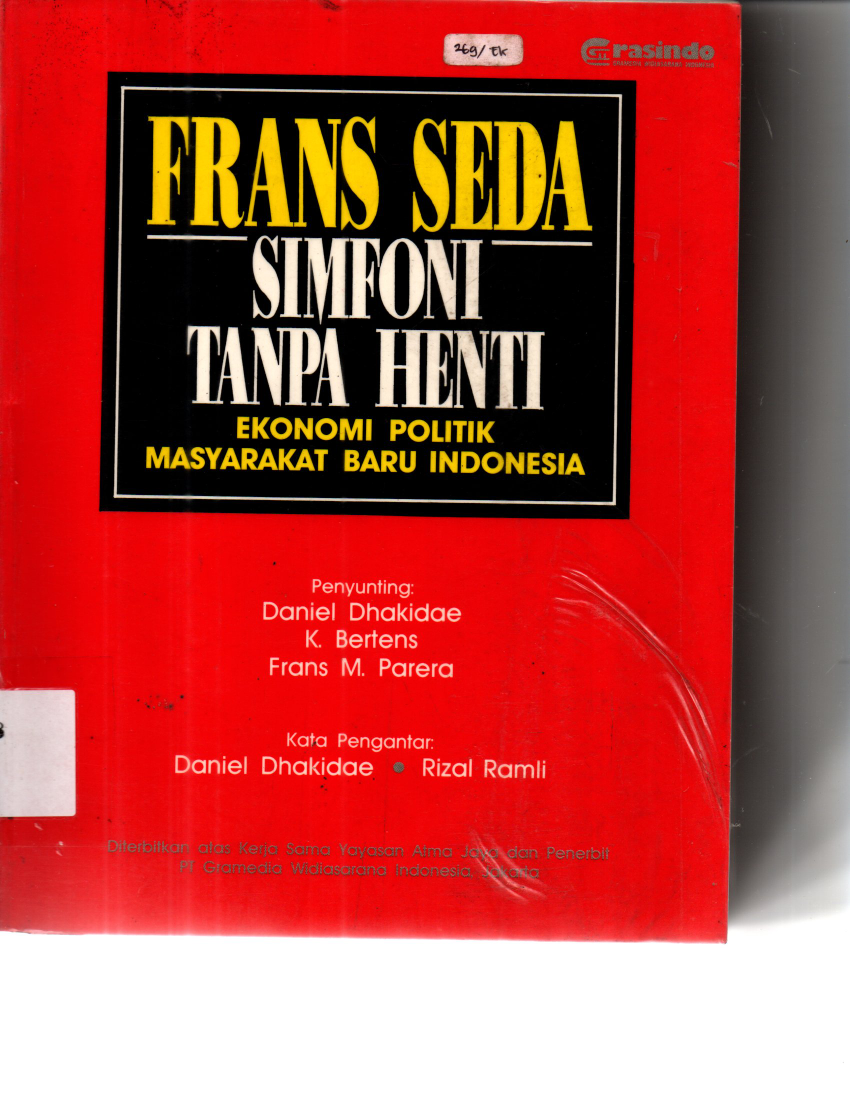 269/EK
Grasindo
FRANS SEDA
SIMFONI
TANPA HENTI
EKONOMI POLITIK
MASYARAKAT BARU INDONESIA
Penyunting:
Daniel Dhakidae
K. Bertens
Frans M. Parera
Kata Pengantar:
Daniel Dhakidae • Rizal Ramli
Diterbitkan atas Kerja Sama Yayasan Atma Jaya dan Penerbit
PT Gramedia Widiasarana Indonesia, Jakarta